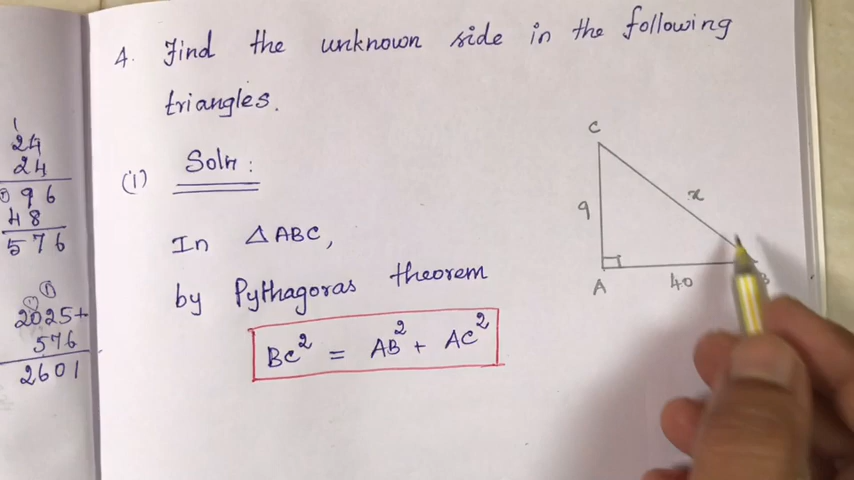 4. Find the unknown side in the following
triangles.
(i) Soln :
In △ABC,
by Pythagoras theorem
BC² = AB² + AC²
C
9
x
A
40
B
1
24
24
96
48
576
2025+
576
2601